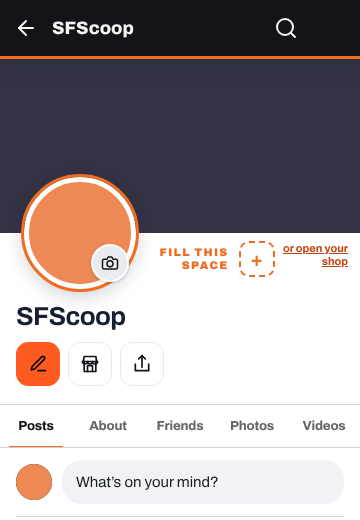 SFScoop
FILL THIS
SPACE
+
or open your
shop
SFScoop
Posts About Friends Photos Videos
What's on your mind?